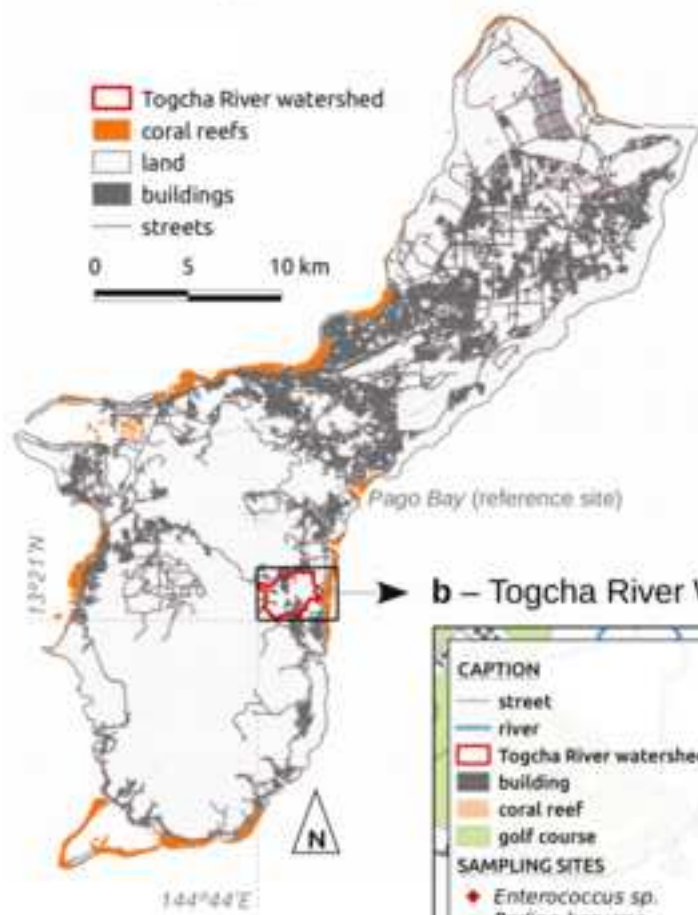 Togcha River watershed
coral reefs
land
buildings
streets
0 5 10 km
Pago Bay (reference site)
13°21'N
b – Togcha River
CAPTION
street
river
Togcha River watershed
building
coral reef
golf course
SAMPLING SITES
Enterococcus sp.
N
144°44'E